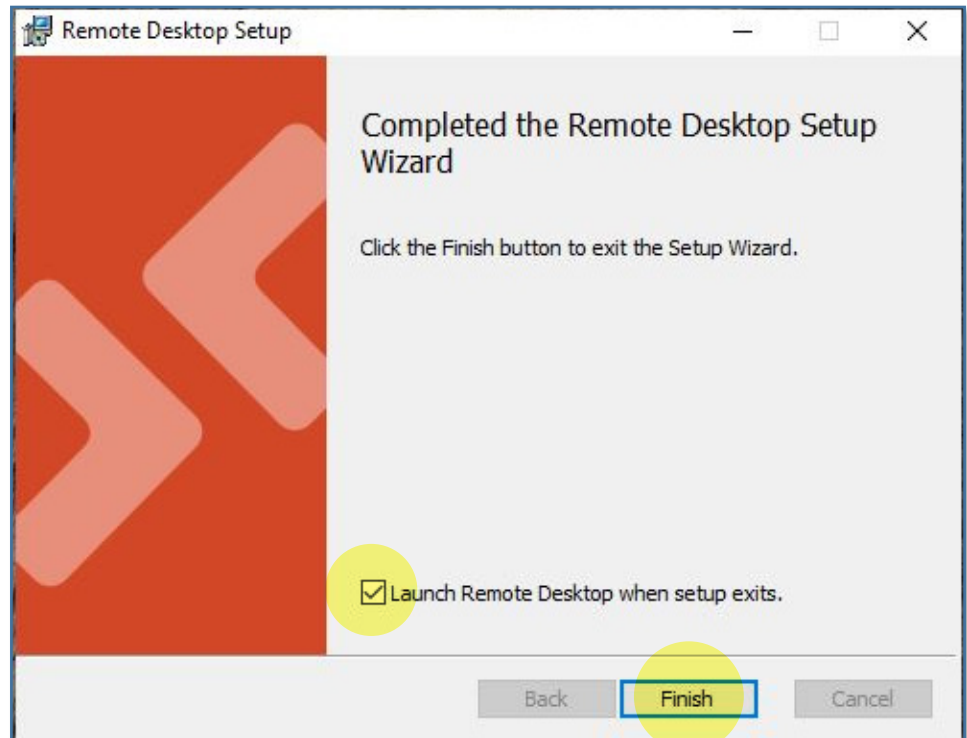 Remote Desktop Setup
Completed the Remote Desktop Setup
Wizard
Click the Finish button to exit the Setup Wizard.
Launch Remote Desktop when setup exits.
Back Finish Cancel